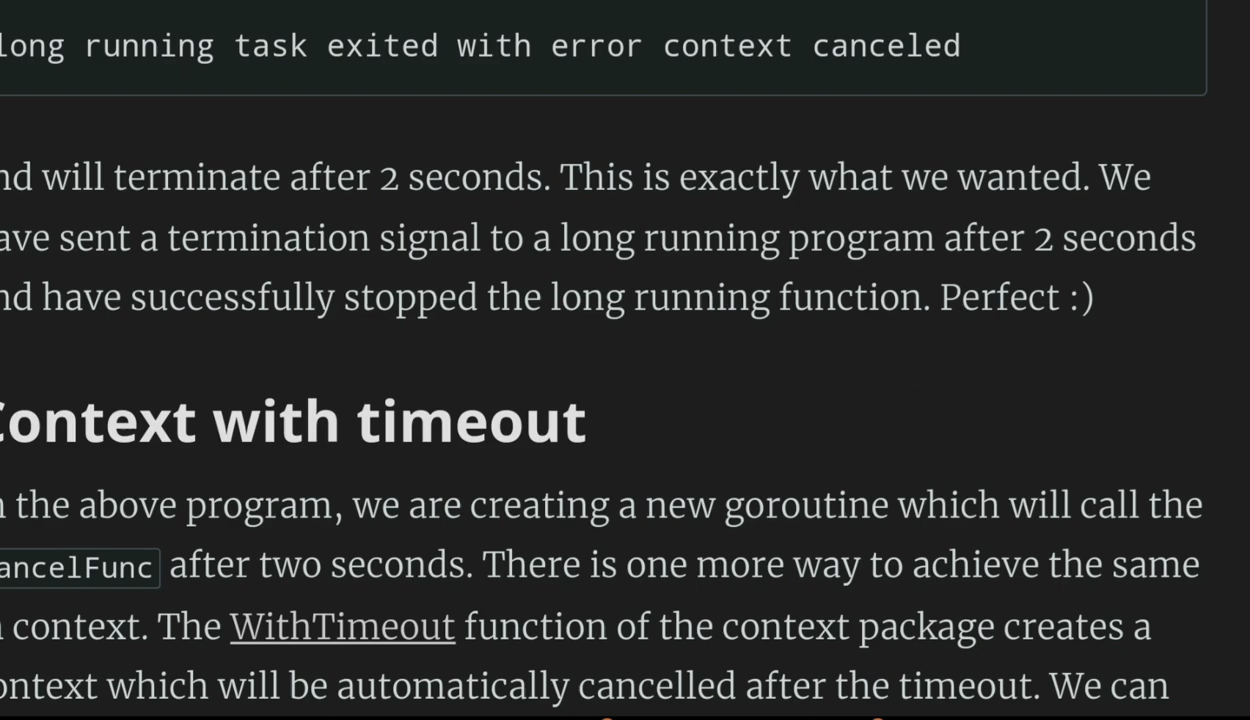 long running task exited with error context canceled
nd will terminate after 2 seconds. This is exactly what we wanted. We
ave sent a termination signal to a long running program after 2 seconds
nd have successfully stopped the long running function. Perfect :)
Context with timeout
n the above program, we are creating a new goroutine which will call the
ancelFunc after two seconds. There is one more way to achieve the same
n context. The WithTimeout function of the context package creates a
ontext which will be automatically cancelled after the timeout. We can